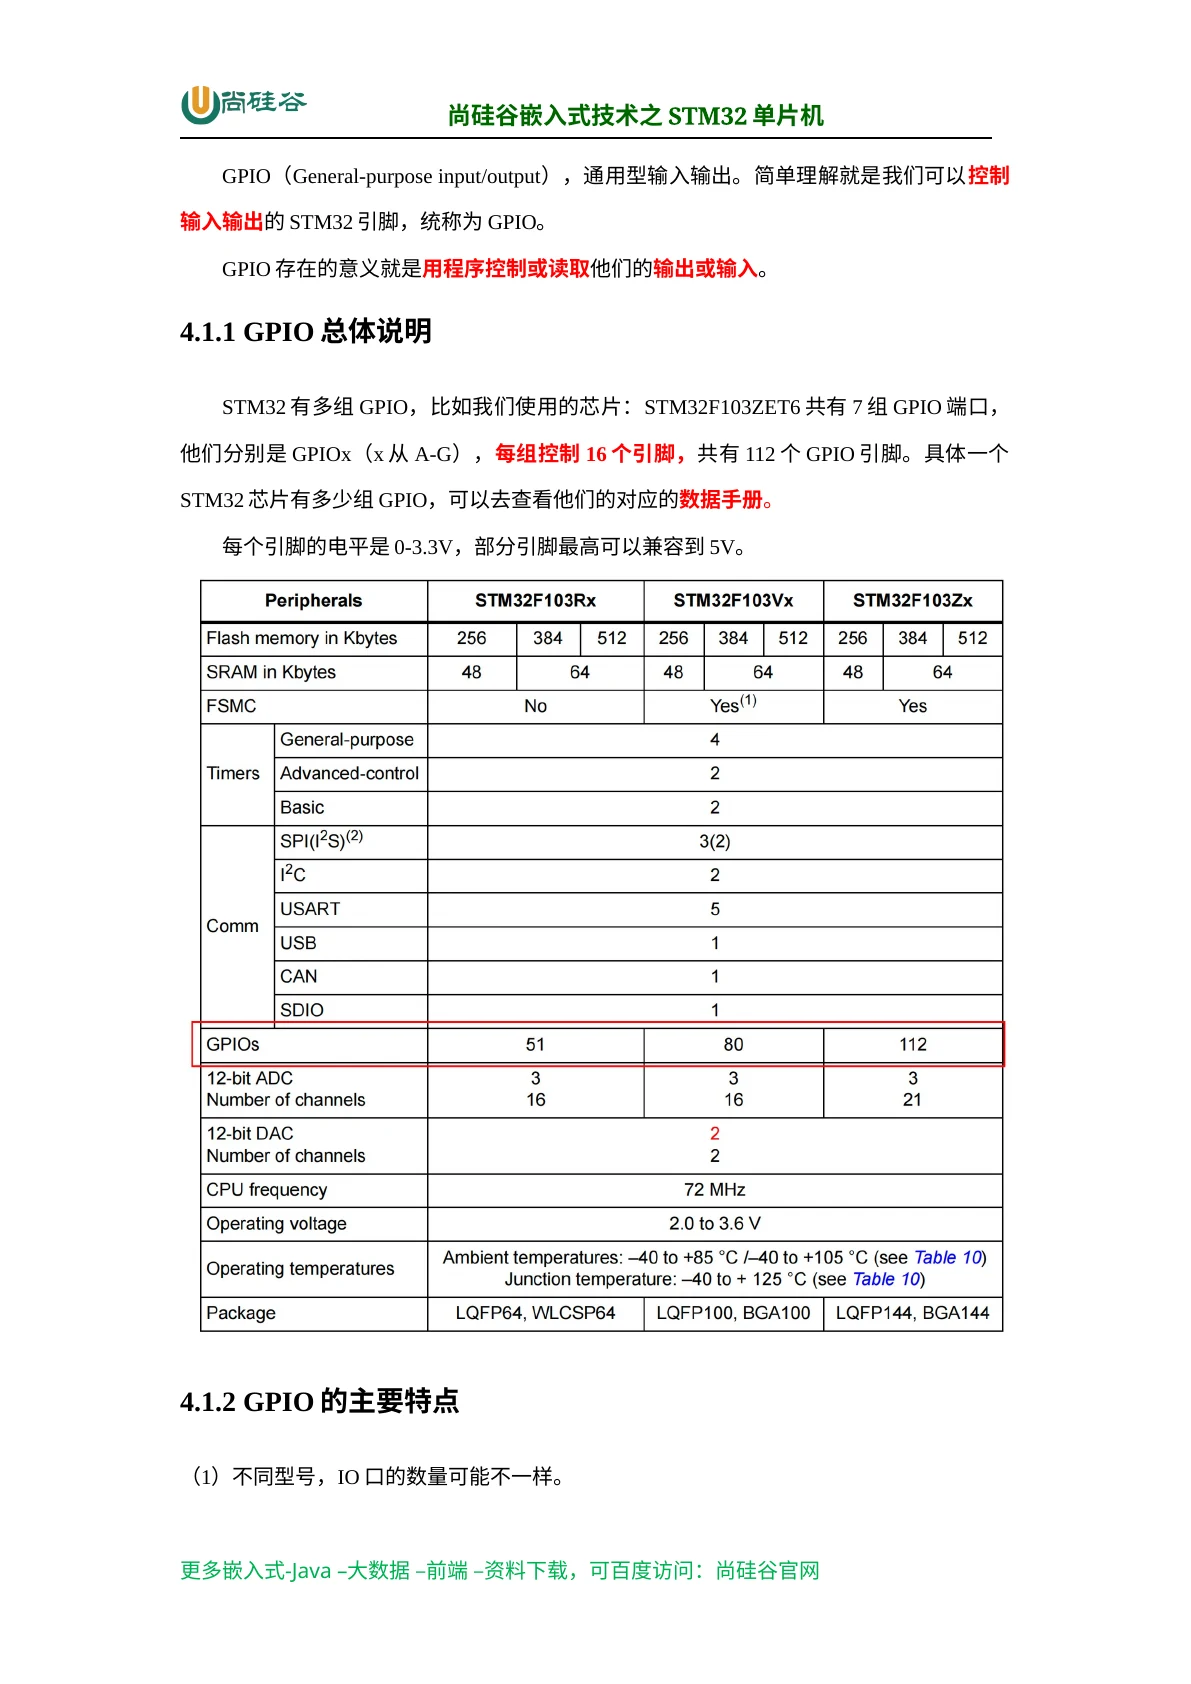 尚硅谷
尚硅谷嵌入式技术之 STM32 单片机
GPIO（General-purpose input/output），通用型输入输出。简单理解就是我们可以控制
输入输出的 STM32 引脚，统称为 GPIO。
GPIO 存在的意义就是用程序控制或读取他们的输出或输入。
4.1.1 GPIO 总体说明
STM32 有多组 GPIO，比如我们使用的芯片：STM32F103ZET6 共有 7 组 GPIO 端口，
他们分别是 GPIOx（x 从 A-G），每组控制 16 个引脚，共有 112 个 GPIO 引脚。具体一个
STM32 芯片有多少组 GPIO，可以去查看他们的对应的数据手册。
每个引脚的电平是 0-3.3V，部分引脚最高可以兼容到 5V。
Peripherals STM32F103Rx STM32F103Vx STM32F103Zx
Flash memory in Kbytes 256 384 512 256 384 512 256 384 512
SRAM in Kbytes 48 64 48 64 48 64
FSMC No Yes(1) Yes
Timers General-purpose 4
Advanced-control 2
Basic 2
Comm SPI(I2S)(2) 3(2)
I2C 2
USART 5
USB 1
CAN 1
SDIO 1
GPIOs 51 80 112
12-bit ADC 3 3 3
Number of channels 16 16 21
12-bit DAC 2
Number of channels 2
CPU frequency 72 MHz
Operating voltage 2.0 to 3.6 V
Operating temperatures Ambient temperatures: –40 to +85 °C /–40 to +105 °C (see Table 10)
Junction temperature: –40 to + 125 °C (see Table 10)
Package LQFP64, WLCSP64 LQFP100, BGA100 LQFP144, BGA144
4.1.2 GPIO 的主要特点
（1）不同型号，IO 口的数量可能不一样。
更多嵌入式-Java –大数据 –前端 –资料下载，可百度访问：尚硅谷官网